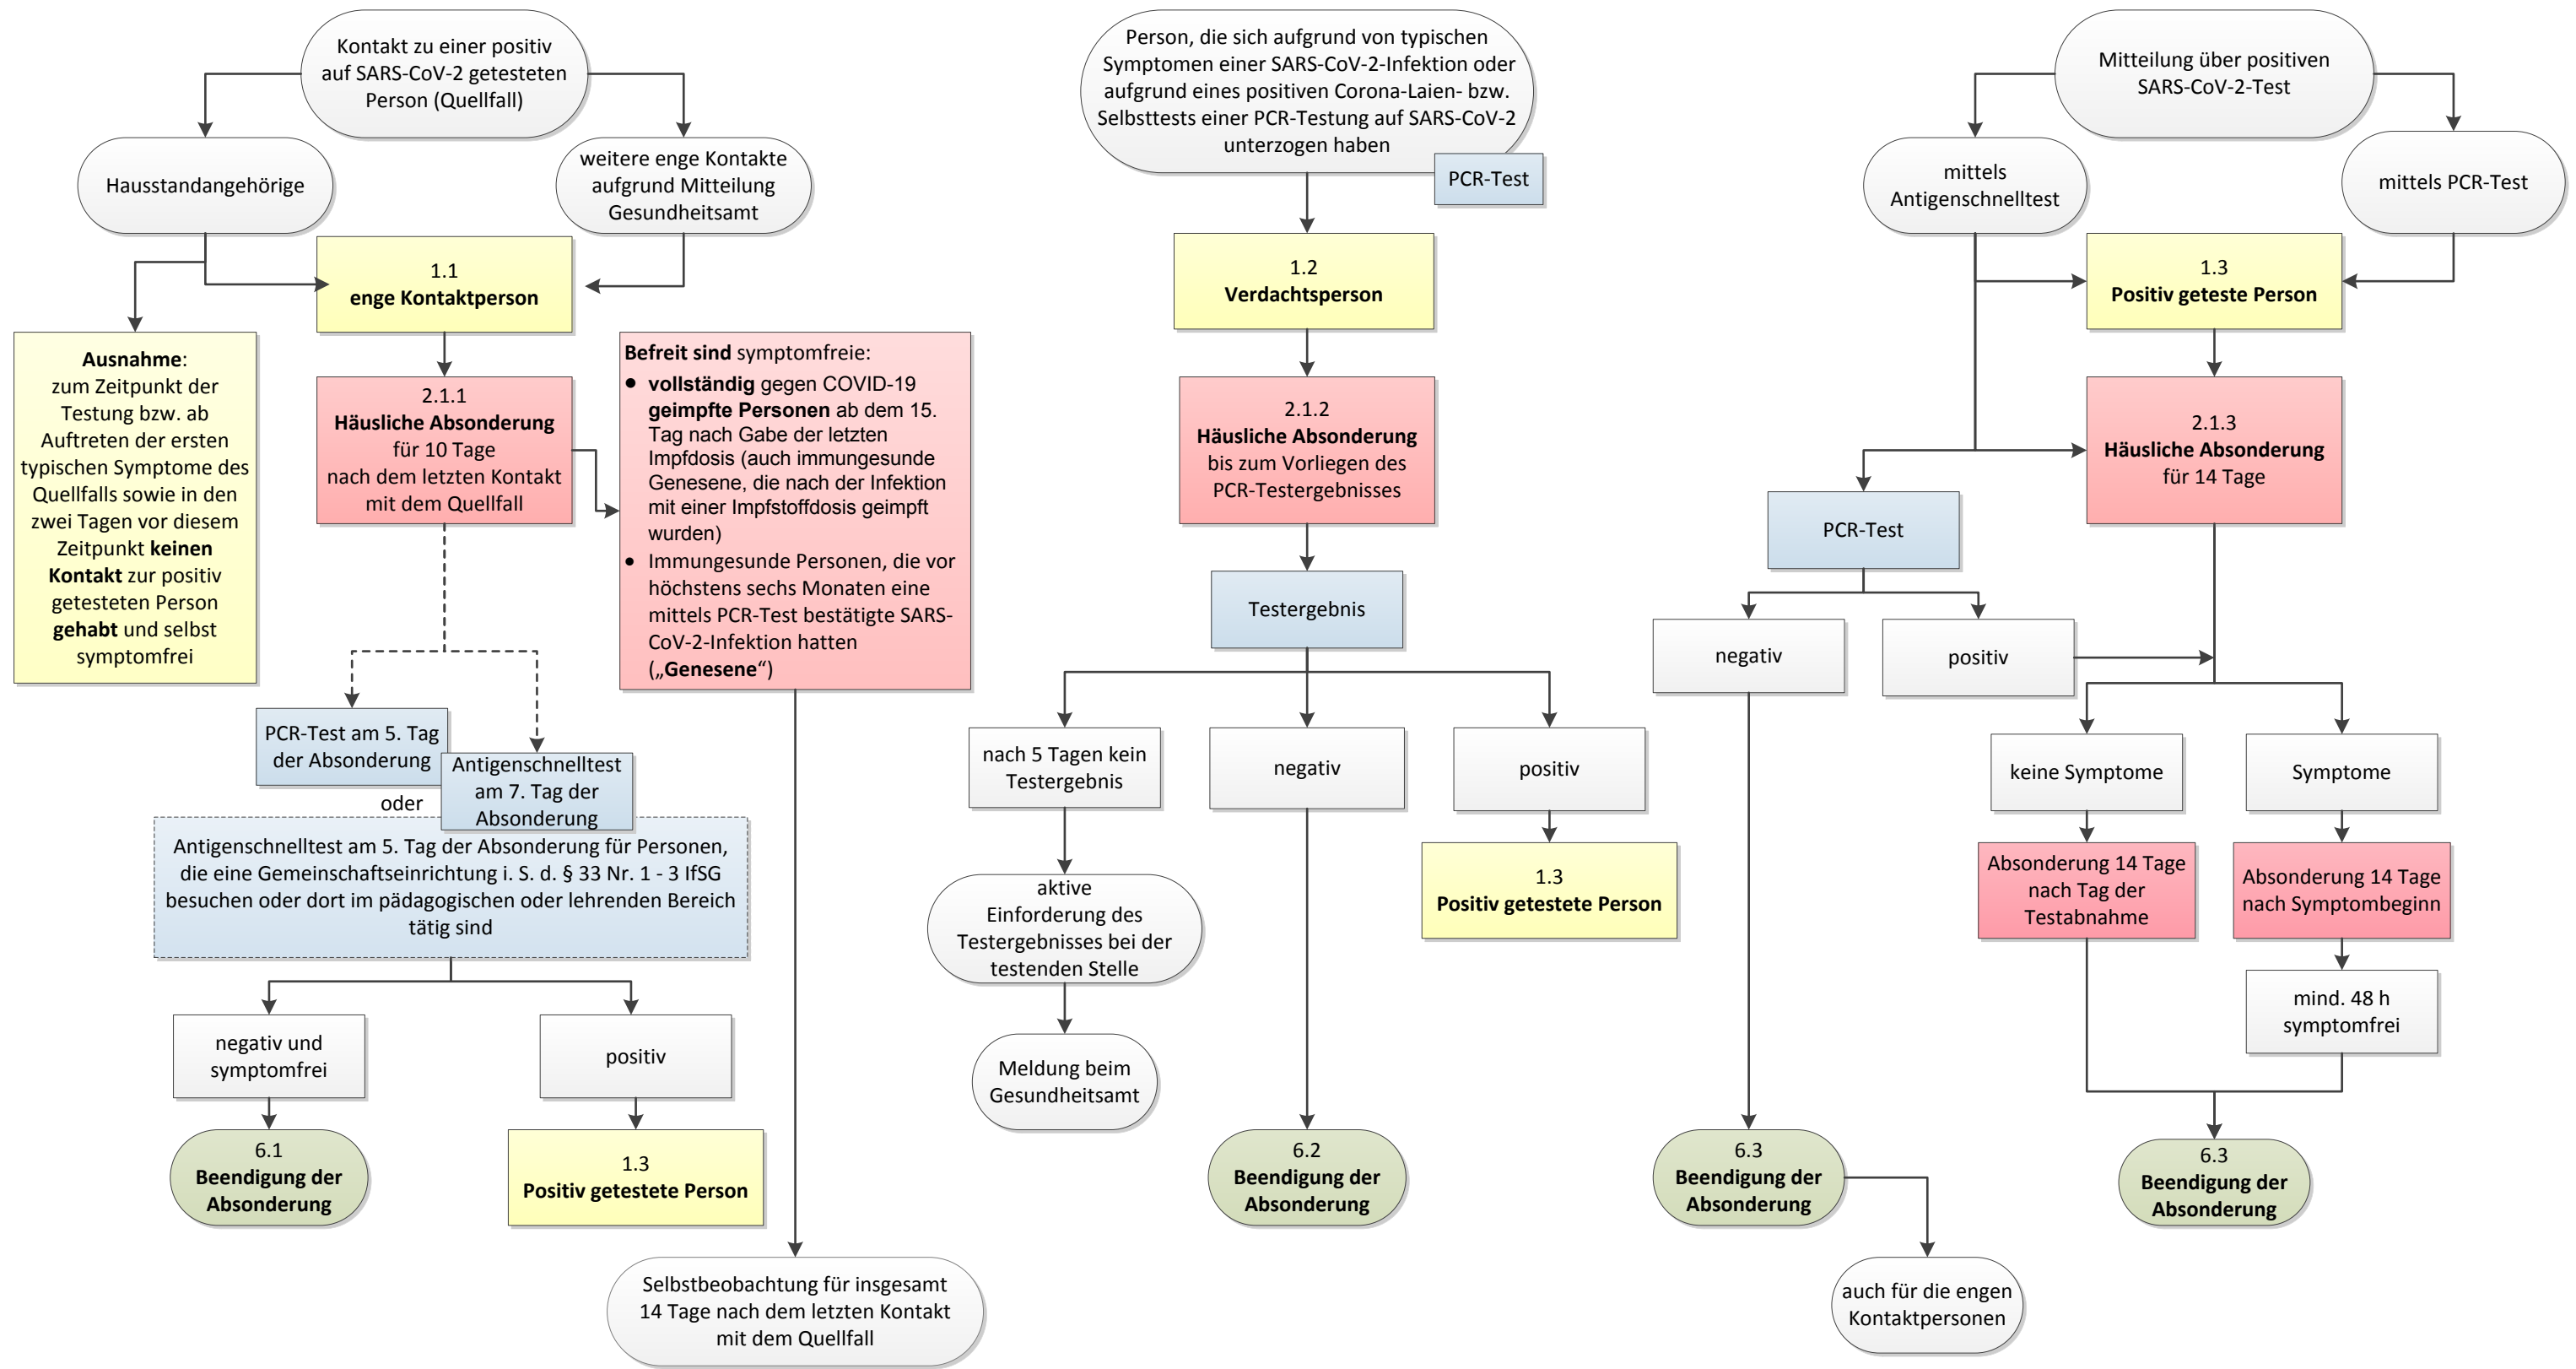 Kontakt zu einer positiv
auf SARS-CoV-2 getesteten
Person (Quellfall)
Hausstandangehörige
weitere enge Kontakte
aufgrund Mitteilung
Gesundheitsamt
1.1
enge Kontaktperson
Ausnahme:
zum Zeitpunkt der
Testung bzw. ab
Auftreten der ersten
typischen Symptome des
Quellfalls sowie in den
zwei Tagen vor diesem
Zeitpunkt keinen
Kontakt zur positiv
getesteten Person
gehabt und selbst
symptomfrei
2.1.1
Häusliche Absonderung
für 10 Tage
nach dem letzten Kontakt
mit dem Quellfall
Befreit sind symptomfreie:
• vollständig gegen COVID-19
geimpfte Personen ab dem 15.
Tag nach Gabe der letzten
Impfdosis (auch immungesunde
Genesene, die nach der Infektion
mit einer Impfstoffdosis geimpft
wurden)
• Immungesunde Personen, die vor
höchstens sechs Monaten eine
mittels PCR-Test bestätigte SARS-
CoV-2-Infektion hatten
(„Genesene“)
PCR-Test am 5. Tag
der Absonderung
oder
Antigenschnelltest
am 7. Tag der
Absonderung
Antigenschnelltest am 5. Tag der Absonderung für Personen,
die eine Gemeinschaftseinrichtung i. S. d. § 33 Nr. 1 - 3 IfSG
besuchen oder dort im pädagogischen oder lehrenden Bereich
tätig sind
negativ und
symptomfrei
positiv
6.1
Beendigung der
Absonderung
1.3
Positiv getestete Person
Selbstbeobachtung für insgesamt
14 Tage nach dem letzten Kontakt
mit dem Quellfall
Person, die sich aufgrund von typischen
Symptomen einer SARS-CoV-2-Infektion oder
aufgrund eines positiven Corona-Laien- bzw.
Selbsttests einer PCR-Testung auf SARS-CoV-2
unterzogen haben
PCR-Test
1.2
Verdachtsperson
2.1.2
Häusliche Absonderung
bis zum Vorliegen des
PCR-Testergebnisses
Testergebnis
nach 5 Tagen kein
Testergebnis
negativ
positiv
aktive
Einforderung des
Testergebnisses bei der
testenden Stelle
Meldung beim
Gesundheitsamt
1.3
Positiv getestete Person
6.2
Beendigung der
Absonderung
Mitteilung über positiven
SARS-CoV-2-Test
mittels
Antigenschnelltest
mittels PCR-Test
1.3
Positiv geteste Person
2.1.3
Häusliche Absonderung
für 14 Tage
PCR-Test
negativ
positiv
keine Symptome
Symptome
Absonderung 14 Tage
nach Tag der
Testabnahme
Absonderung 14 Tage
nach Symptombeginn
mind. 48 h
symptomfrei
6.3
Beendigung der
Absonderung
6.3
Beendigung der
Absonderung
auch für die engen
Kontaktpersonen